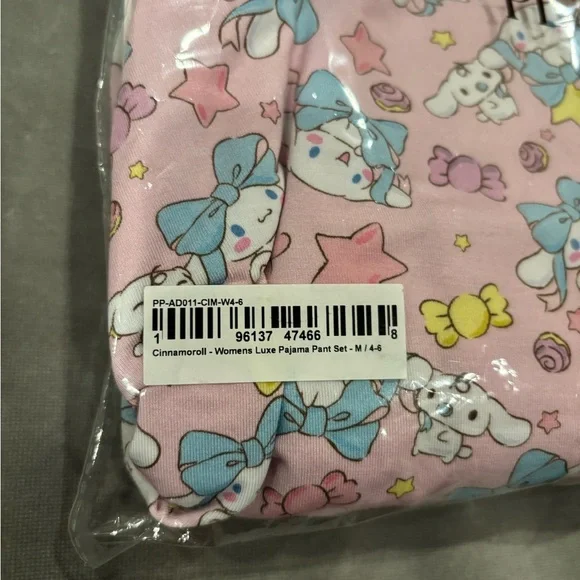 PP-AD011-CIM-W4-6
1 96137 47466 8
Cinnamoroll - Womens Luxe Pajama Pant Set - M / 4-6